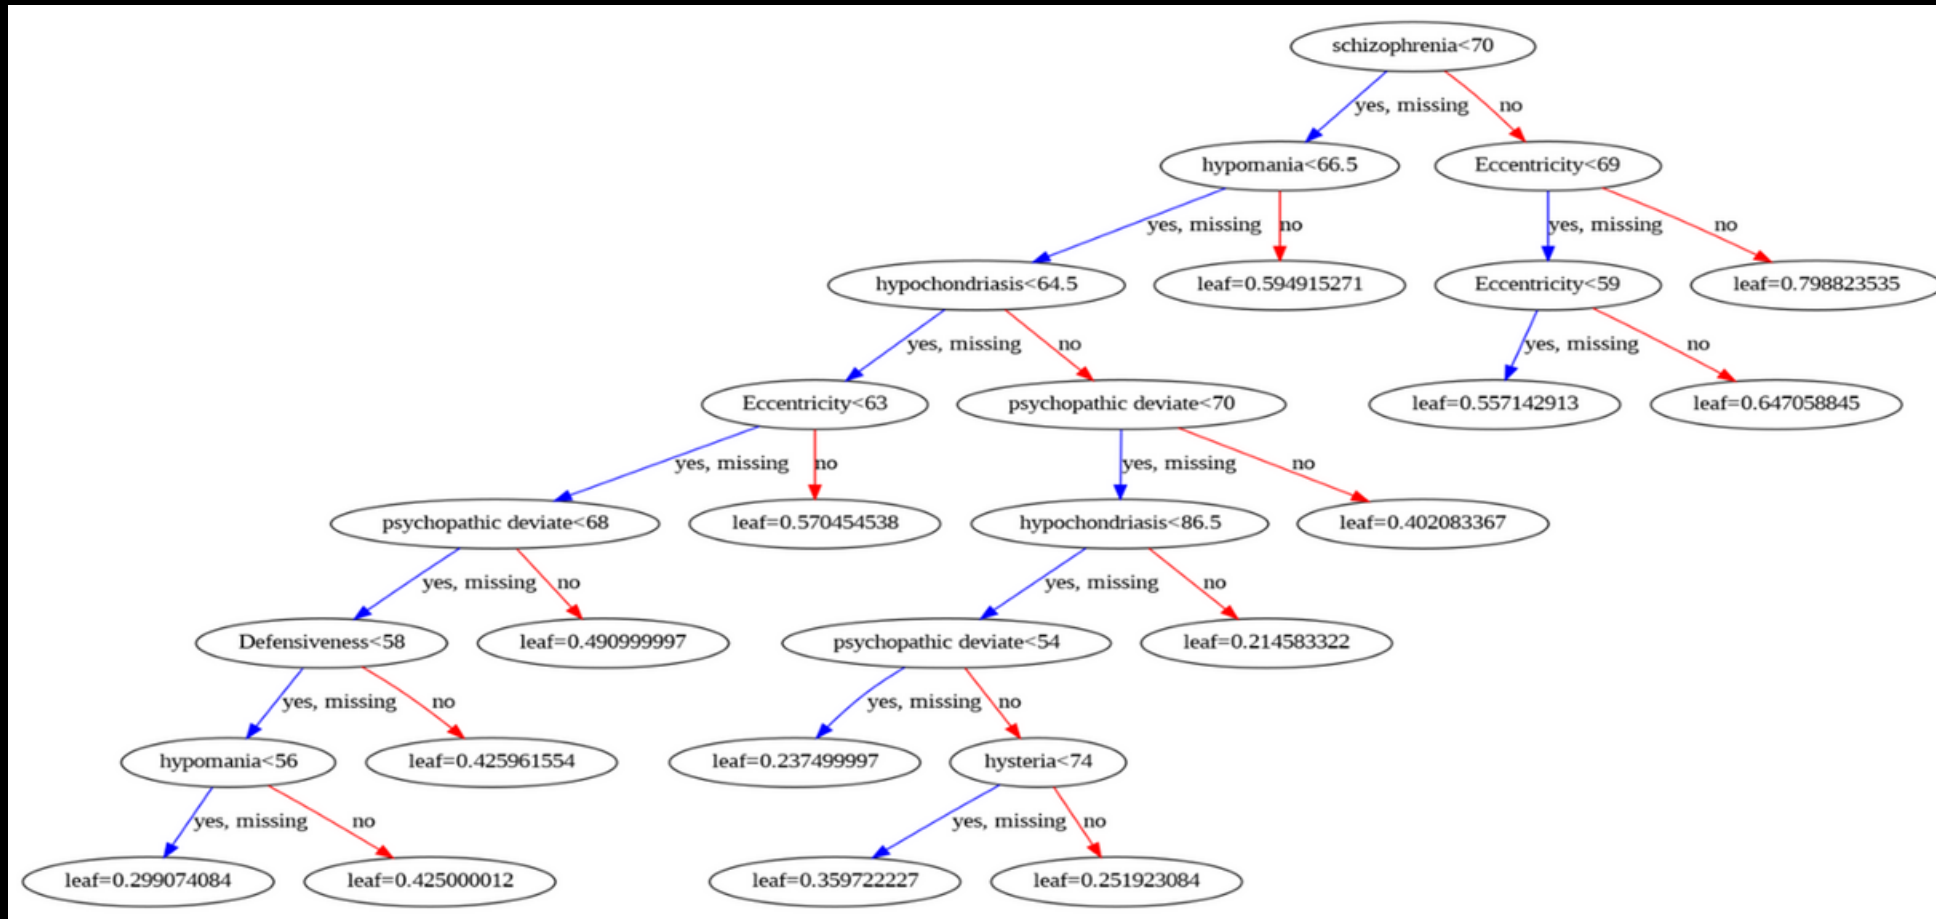 schizophrenia<70
yes, missing
no
hypomania<66.5
Eccentricity<69
yes, missing
no
yes, missing
no
hypochondriasis<64.5
leaf=0.594915271
Eccentricity<59
leaf=0.798823535
yes, missing
no
yes, missing
no
Eccentricity<63
psychopathic deviate<70
leaf=0.557142913
leaf=0.647058845
yes, missing
no
yes, missing
no
psychopathic deviate<68
leaf=0.570454538
hypochondriasis<86.5
leaf=0.402083367
yes, missing
no
yes, missing
no
Defensiveness<58
leaf=0.490999997
psychopathic deviate<54
leaf=0.214583322
yes, missing
no
yes, missing
no
hypomania<56
leaf=0.425961554
leaf=0.237499997
hysteria<74
yes, missing
no
yes, missing
no
leaf=0.299074084
leaf=0.425000012
leaf=0.359722227
leaf=0.251923084